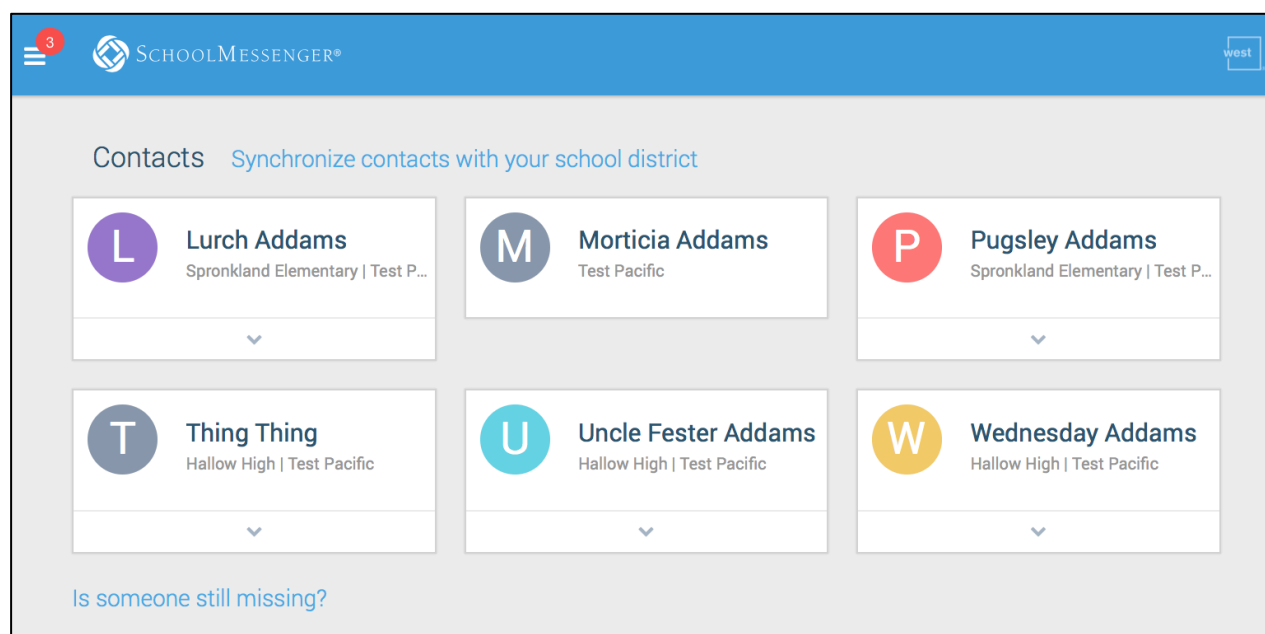 3
SCHOOLMESSENGER®
west
Contacts Synchronize contacts with your school district
L
Lurch Addams
Spronkland Elementary | Test P...
M
Morticia Addams
Test Pacific
P
Pugsley Addams
Spronkland Elementary | Test P...
T
Thing Thing
Hallow High | Test Pacific
U
Uncle Fester Addams
Hallow High | Test Pacific
W
Wednesday Addams
Hallow High | Test Pacific
Is someone still missing?